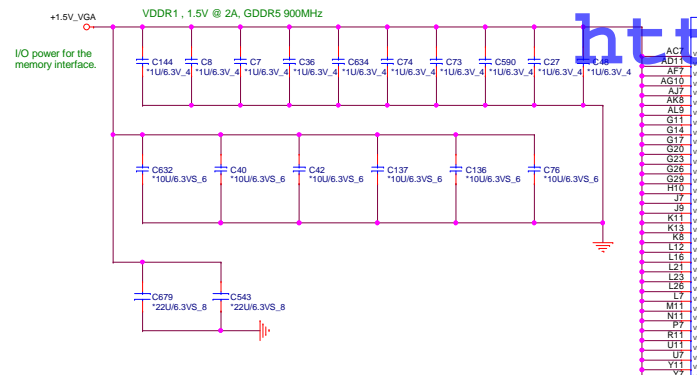 +1.5V_VGA
VDDR1 , 1.5V @ 2A, GDDR5 900MHz
I/O power for the
memory interface.
htt
C144 C8 C7 C36 C634 C74 C73 C590 C27 C48
*1U/6.3V_4 *1U/6.3V_4 *1U/6.3V_4 *1U/6.3V_4 *1U/6.3V_4 *1U/6.3V_4 *1U/6.3V_4 *1U/6.3V_4 *1U/6.3V_4 *1U/6.3V_4
C632 C40 C42 C137 C136 C76
*10U/6.3VS_6 *10U/6.3VS_6 *10U/6.3VS_6 *10U/6.3VS_6 *10U/6.3VS_6 *10U/6.3VS_6
C679 C543
*22U/6.3VS_8 *22U/6.3VS_8
AC7
AD11
AF7
AG10
AJ7
AK8
AL9
G11
G14
G17
G20
G23
G26
G29
H10
J7
J9
K11
K13
K8
L12
L16
L21
L23
L26
L7
M11
N11
P7
R11
U11
U7
Y11
Y7